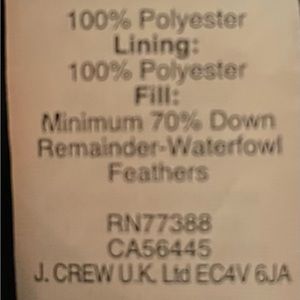 100% Polyester
Lining:
100% Polyester
Fill:
Minimum 70% Down
Remainder-Waterfowl
Feathers
RN77388
CA56445
J. CREW U.K. Ltd EC4V 6JA